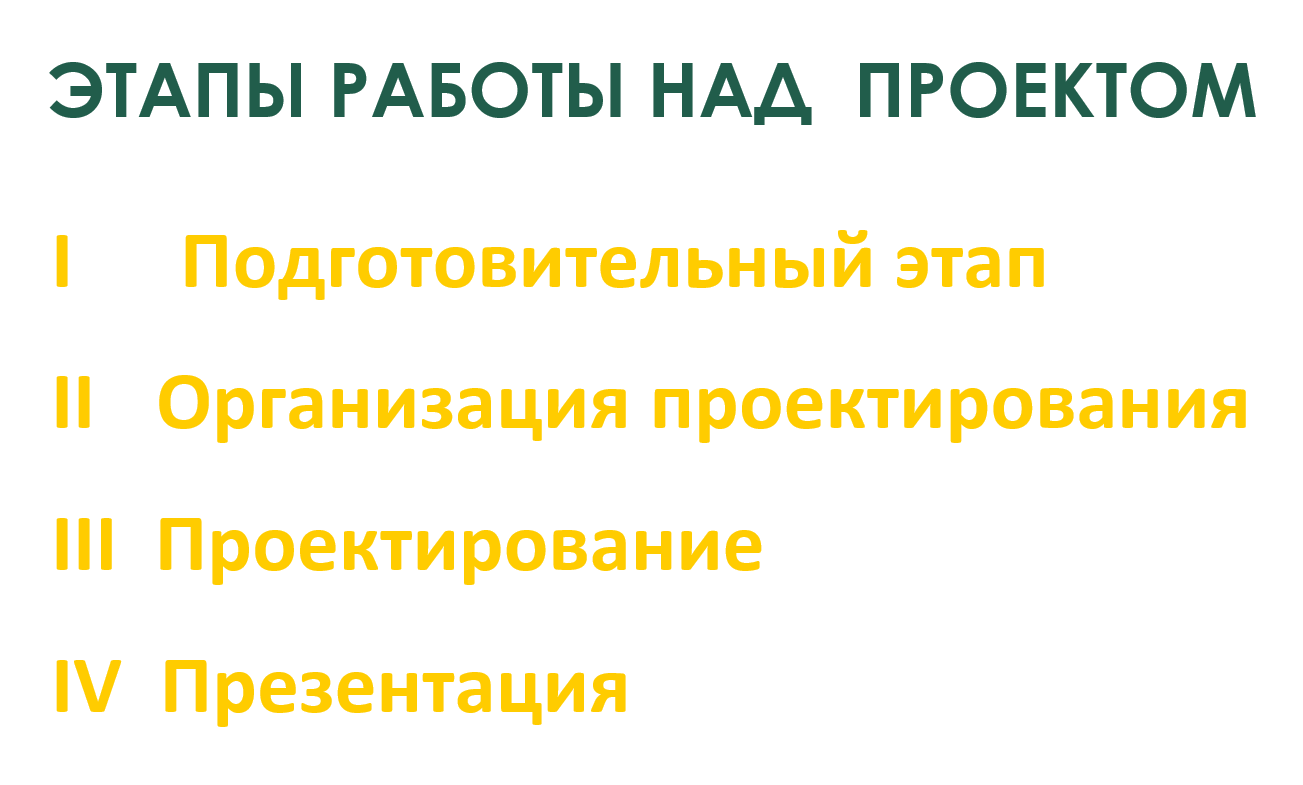 ЭТАПЫ РАБОТЫ НАД ПРОЕКТОМ
I Подготовительный этап
II Организация проектирования
III Проектирование
IV Презентация